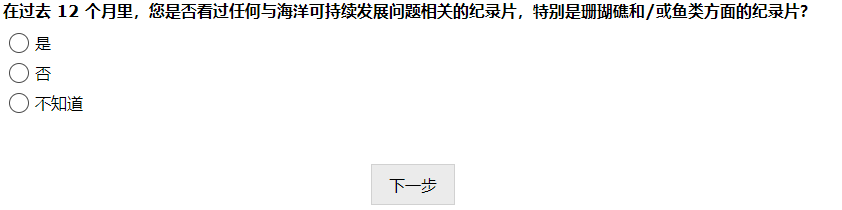 在过去 12 个月里，您是否看过任何与海洋可持续发展问题相关的纪录片，特别是珊瑚礁和/或鱼类方面的纪录片?
是
否
不知道
下一步